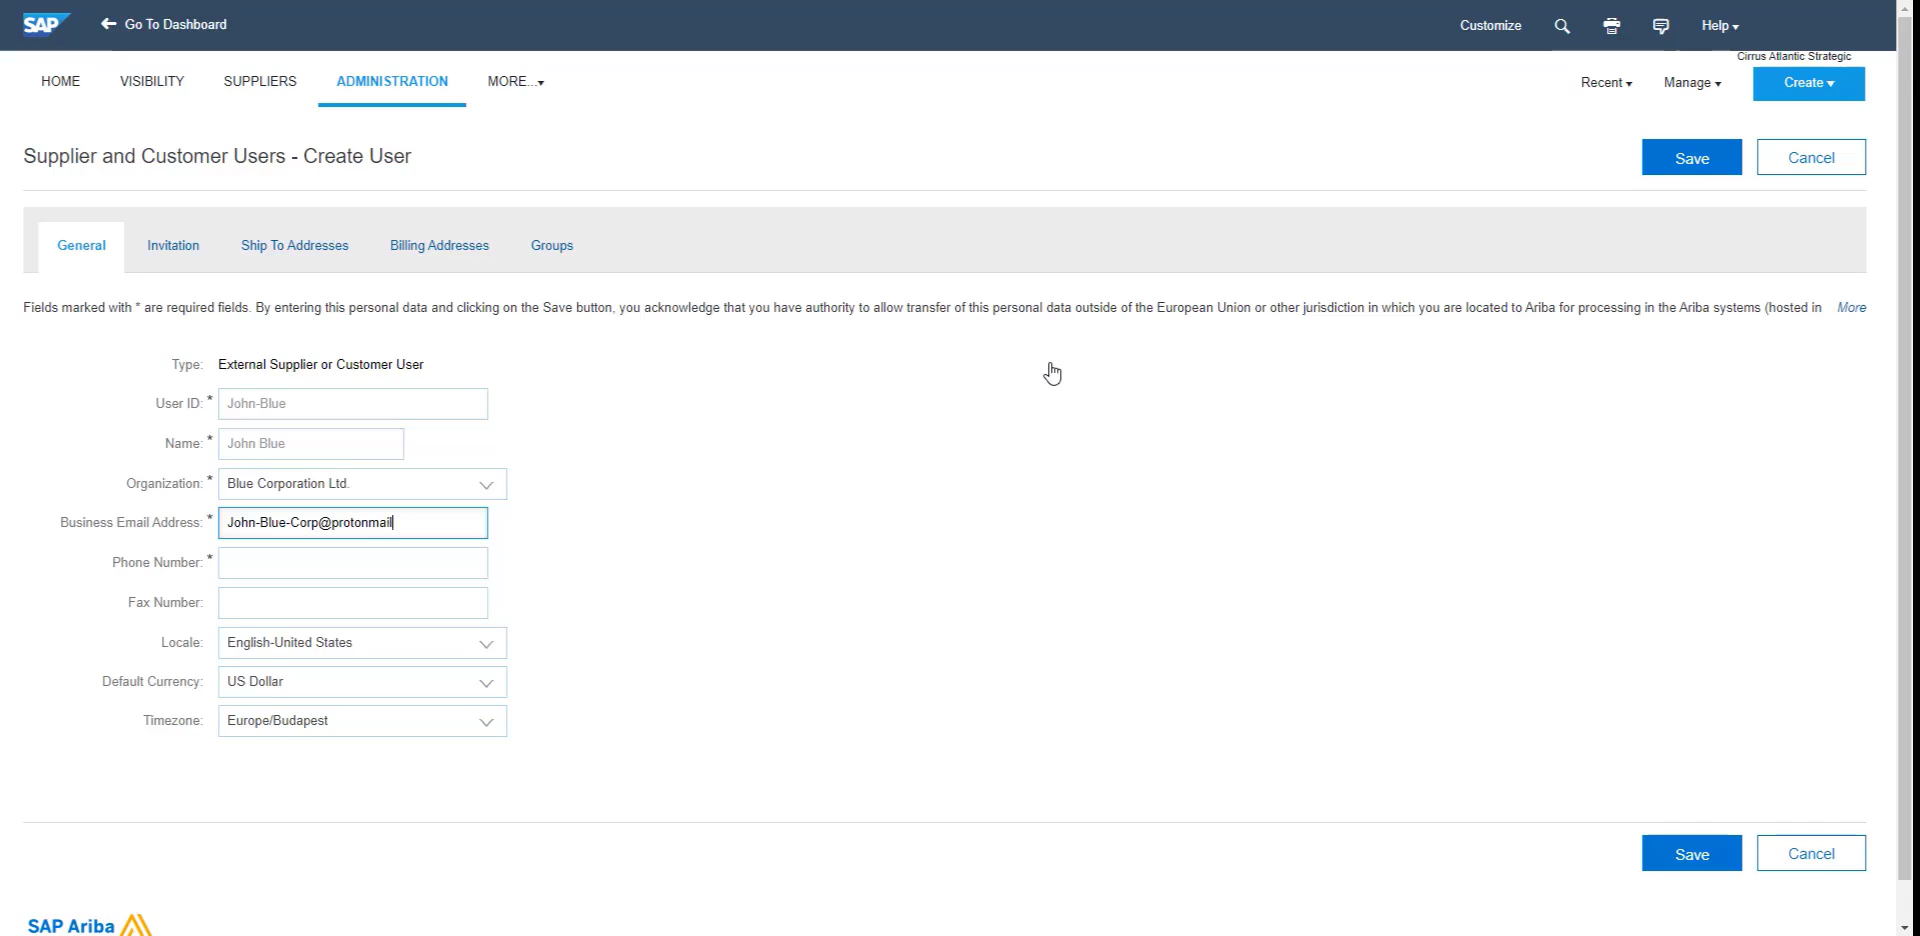 SAP Go To Dashboard Customize Help
Cirrus Atlantic Strategic
HOME VISIBILITY SUPPLIERS ADMINISTRATION MORE... Recent Manage Create
Supplier and Customer Users - Create User Save Cancel
General Invitation Ship To Addresses Billing Addresses Groups
Fields marked with * are required fields. By entering this personal data and clicking on the Save button, you acknowledge that you have authority to allow transfer of this personal data outside of the European Union or other jurisdiction in which you are located to Ariba for processing in the Ariba systems (hosted in More
Type: External Supplier or Customer User
User ID: * John-Blue
Name: * John Blue
Organization: * Blue Corporation Ltd.
Business Email Address: * John-Blue-Corp@protonmail
Phone Number: *
Fax Number:
Locale: English-United States
Default Currency: US Dollar
Timezone: Europe/Budapest
Save Cancel
SAP Ariba